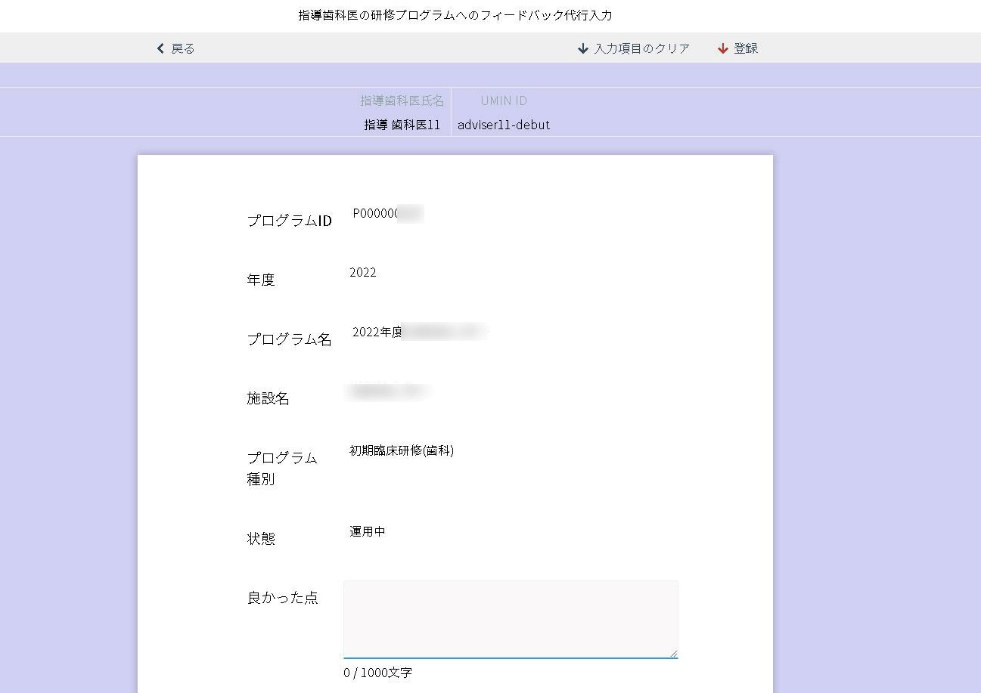 指導歯科医の研修プログラムへのフィードバック代行入力
戻る 入力項目のクリア 登録
指導歯科医氏名 UMIN ID
指導 歯科医11 adviser11-debut
プログラムID P000000
年度 2022
プログラム名 2022年度
施設名
プログラム 初期臨床研修(歯科)
種別
状態 運用中
良かった点
0 / 1000文字